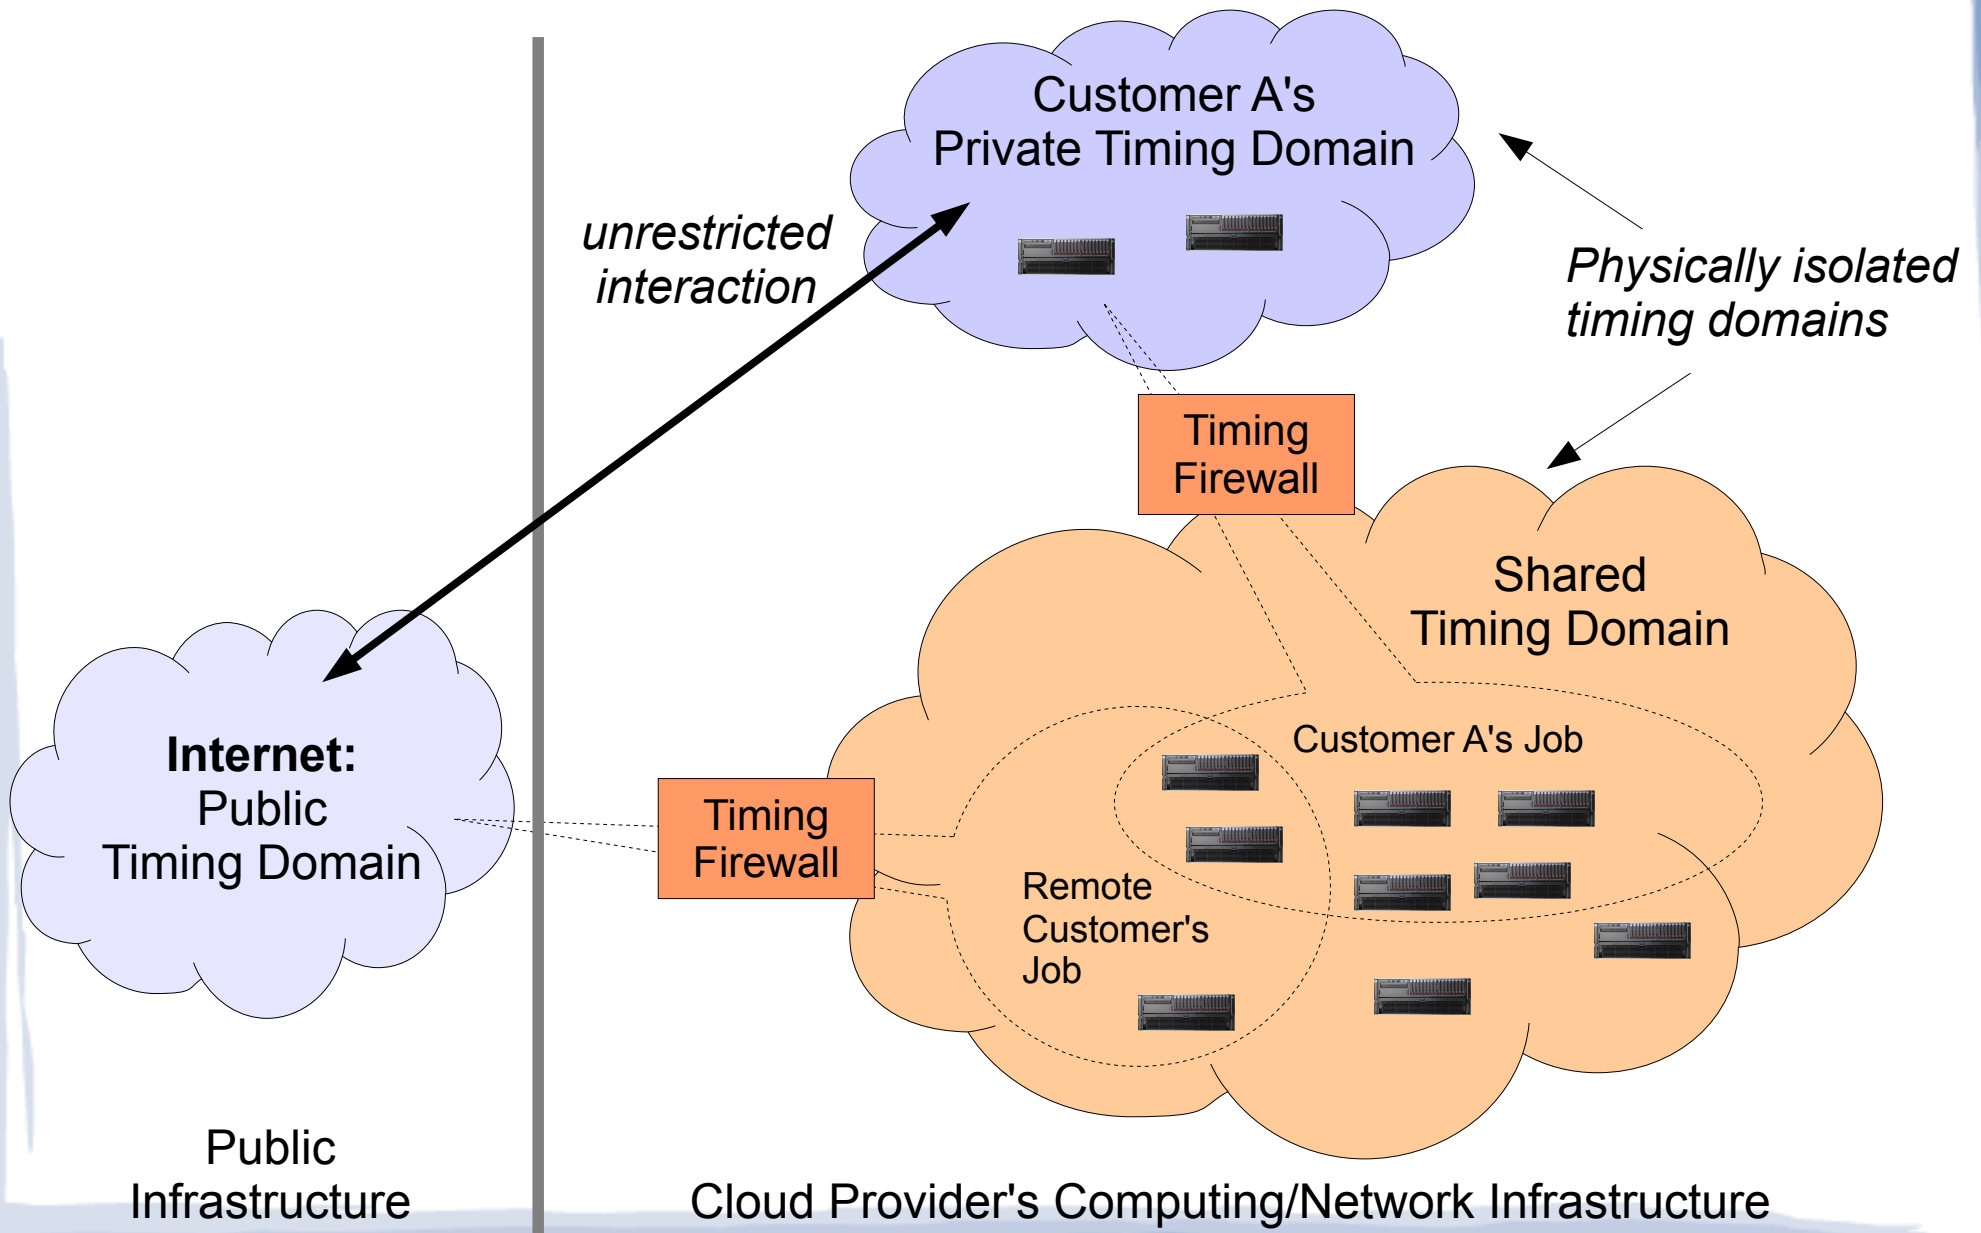 Customer A's
Private Timing Domain
unrestricted
interaction
Physically isolated
timing domains
Timing
Firewall
Shared
Timing Domain
Customer A's Job
Internet:
Public
Timing Domain
Timing
Firewall
Remote
Customer's
Job
Public
Infrastructure
Cloud Provider's Computing/Network Infrastructure